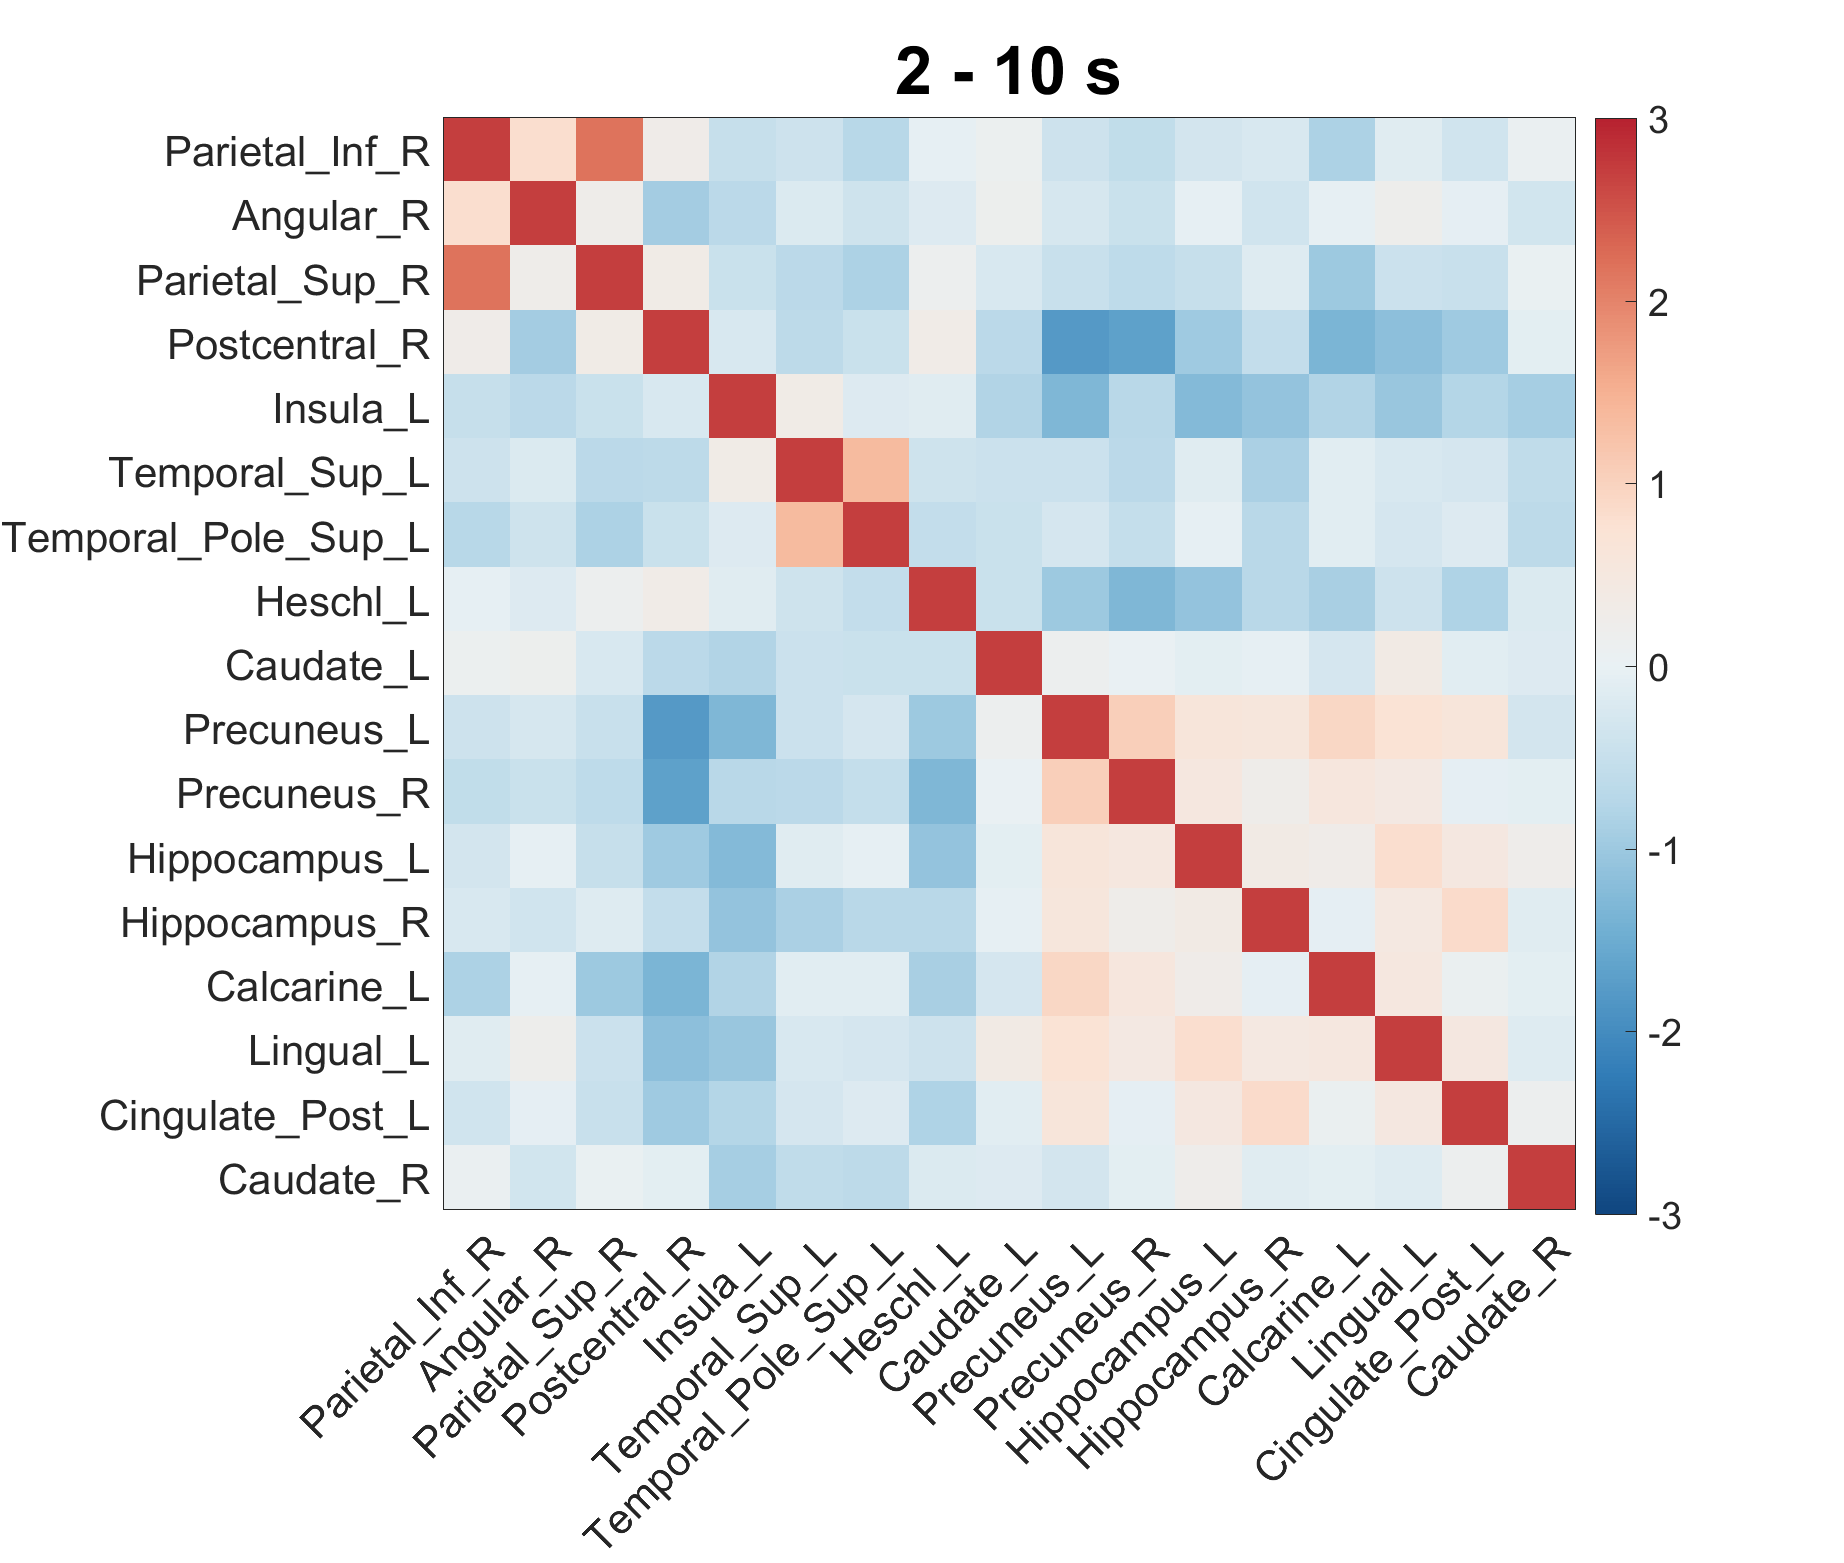 2 - 10 s
Parietal_Inf_R
Angular_R
Parietal_Sup_R
Postcentral_R
Insula_L
Temporal_Sup_L
Temporal_Pole_Sup_L
Heschl_L
Caudate_L
Precuneus_L
Precuneus_R
Hippocampus_L
Hippocampus_R
Calcarine_L
Lingual_L
Cingulate_Post_L
Caudate_R
3
2
1
0
-1
-2
-3
Parietal_Inf_R
Angular_R
Parietal_Sup_R
Postcentral_R
Insula_L
Temporal_Sup_L
Temporal_Pole_Sup_L
Heschl_L
Caudate_L
Precuneus_L
Precuneus_R
Hippocampus_L
Hippocampus_R
Calcarine_L
Lingual_L
Cingulate_Post_L
Caudate_R